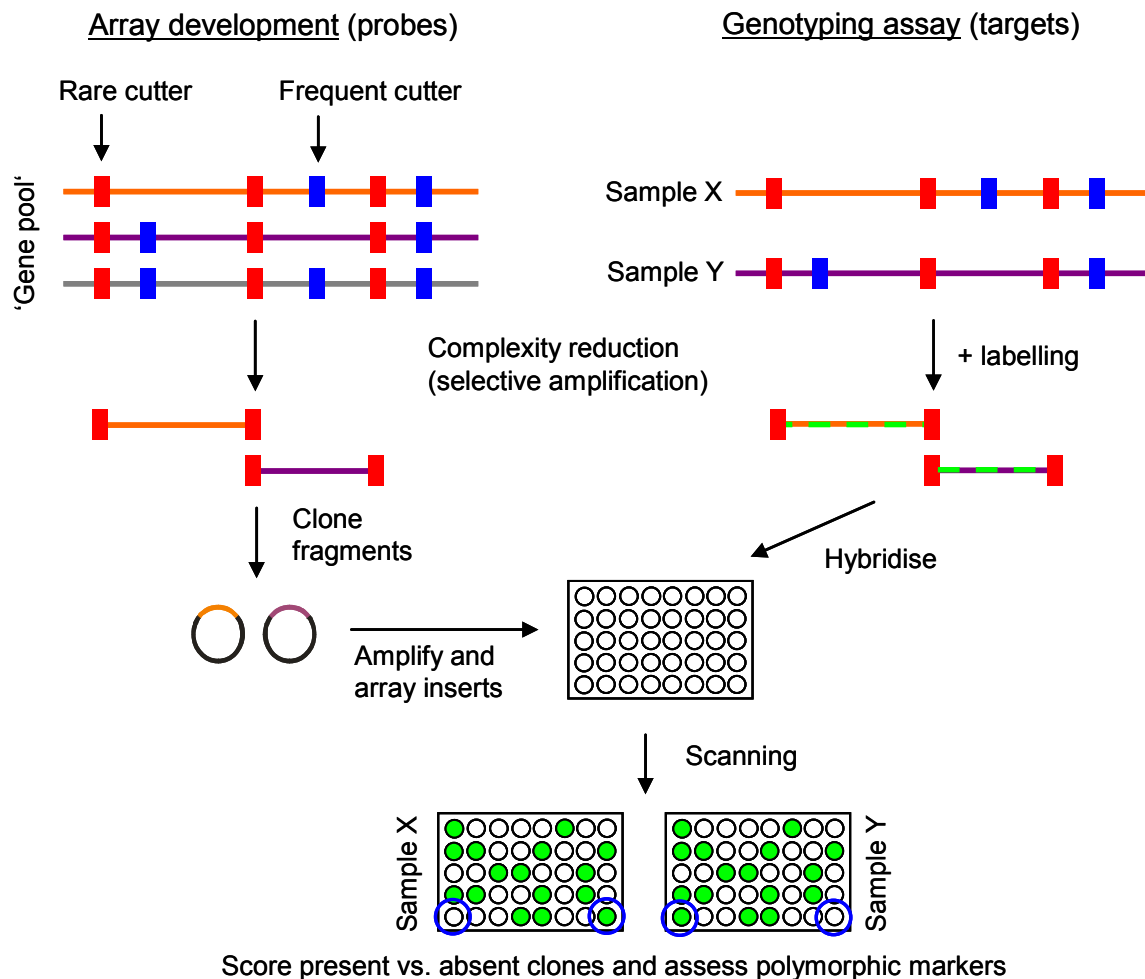 Array development (probes)
Genotyping assay (targets)
Rare cutter
Frequent cutter
‘Gene pool‘
Sample X
Sample Y
Complexity reduction
(selective amplification)
+ labelling
Clone
fragments
Hybridise
Amplify and
array inserts
Scanning
Sample X
Sample Y
Score present vs. absent clones and assess polymorphic markers